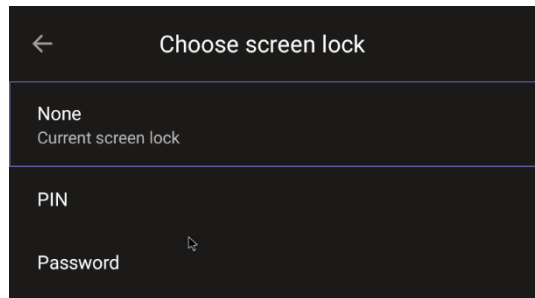 Choose screen lock
None
Current screen lock
PIN
Password